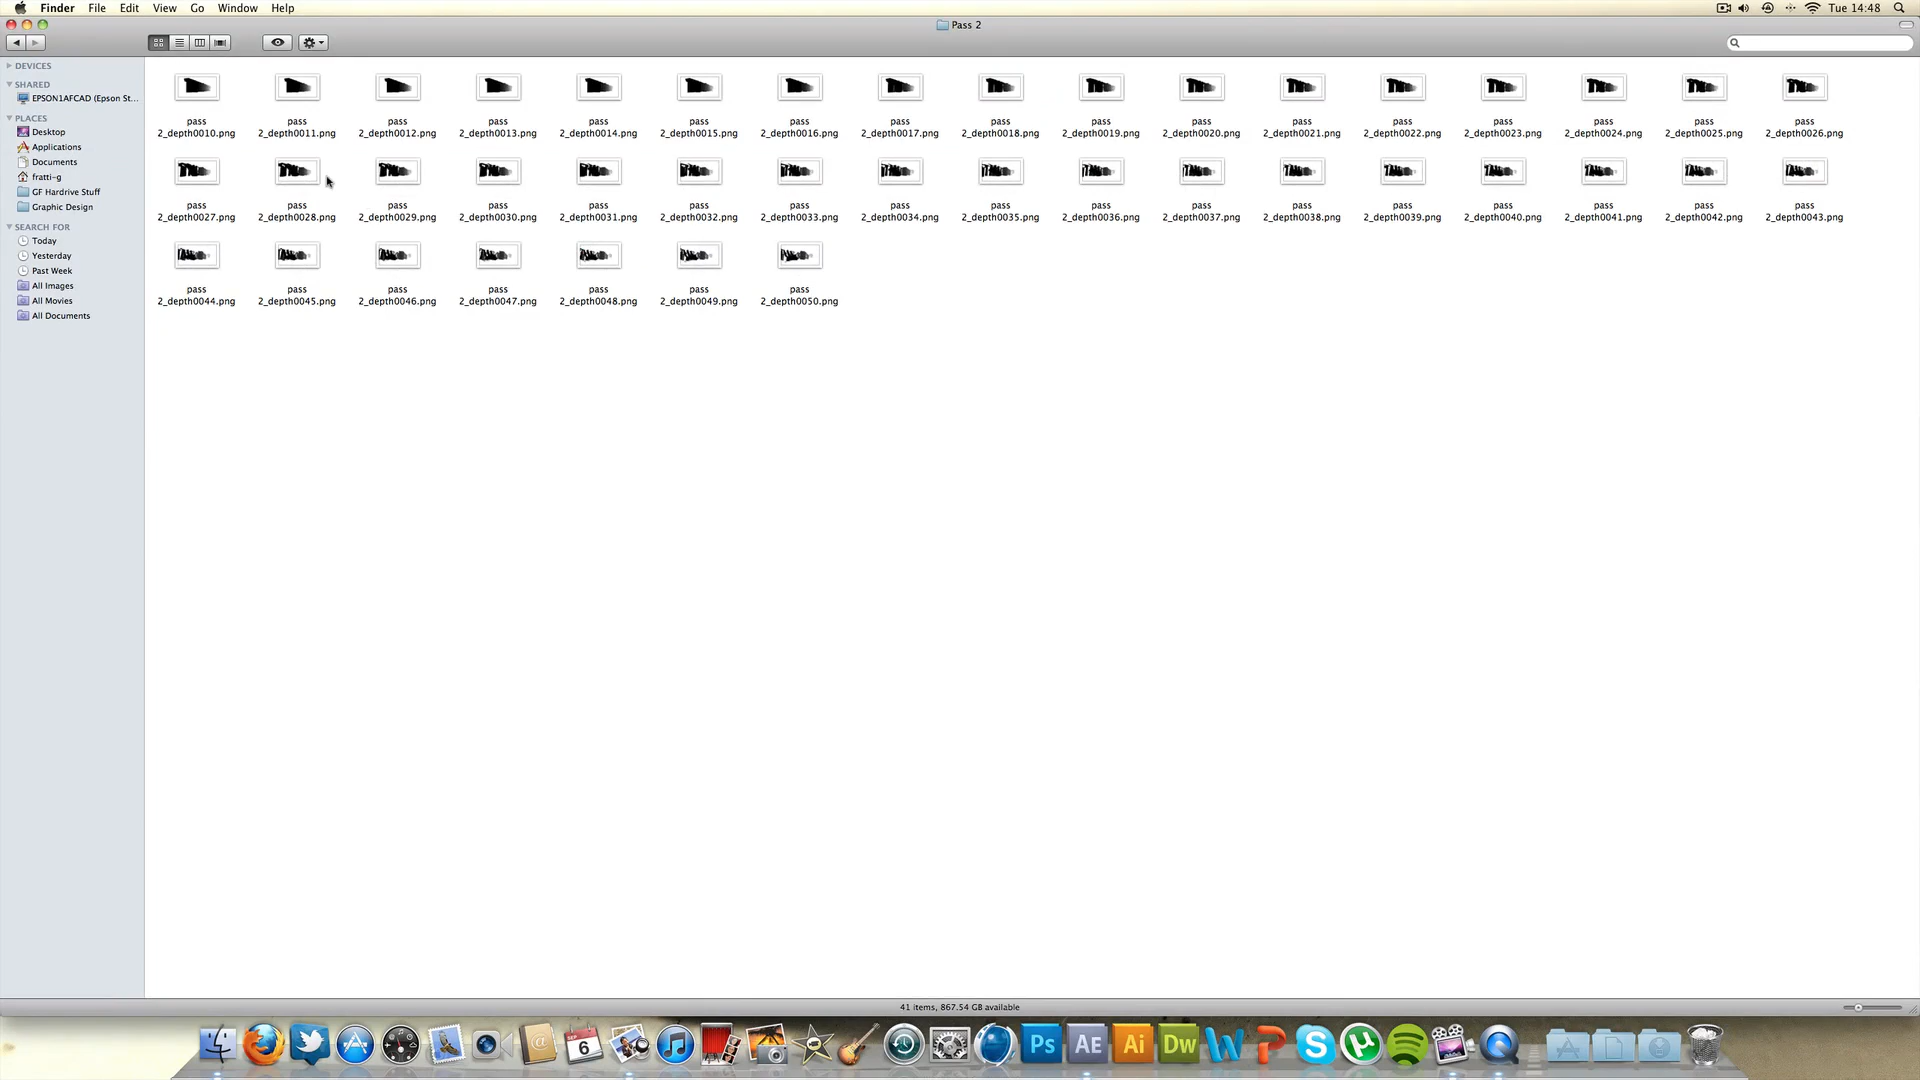 Finder File Edit View Go Window Help Tue 14:48
Pass 2
DEVICES
SHARED
EPSON1AFCAD (Epson St...
PLACES
Desktop
Applications
Documents
fratti-g
GF Hardrive Stuff
Graphic Design
SEARCH FOR
Today
Yesterday
Past Week
All Images
All Movies
All Documents
pass pass pass pass pass pass pass pass pass pass pass pass pass pass pass pass pass
2_depth0010.png 2_depth0011.png 2_depth0012.png 2_depth0013.png 2_depth0014.png 2_depth0015.png 2_depth0016.png 2_depth0017.png 2_depth0018.png 2_depth0019.png 2_depth0020.png 2_depth0021.png 2_depth0022.png 2_depth0023.png 2_depth0024.png 2_depth0025.png 2_depth0026.png
pass pass pass pass pass pass pass pass pass pass pass pass pass pass pass pass pass
2_depth0027.png 2_depth0028.png 2_depth0029.png 2_depth0030.png 2_depth0031.png 2_depth0032.png 2_depth0033.png 2_depth0034.png 2_depth0035.png 2_depth0036.png 2_depth0037.png 2_depth0038.png 2_depth0039.png 2_depth0040.png 2_depth0041.png 2_depth0042.png 2_depth0043.png
pass pass pass pass pass pass pass
2_depth0044.png 2_depth0045.png 2_depth0046.png 2_depth0047.png 2_depth0048.png 2_depth0049.png 2_depth0050.png
41 items, 867.54 GB available
6 Ps AE Ai Dw